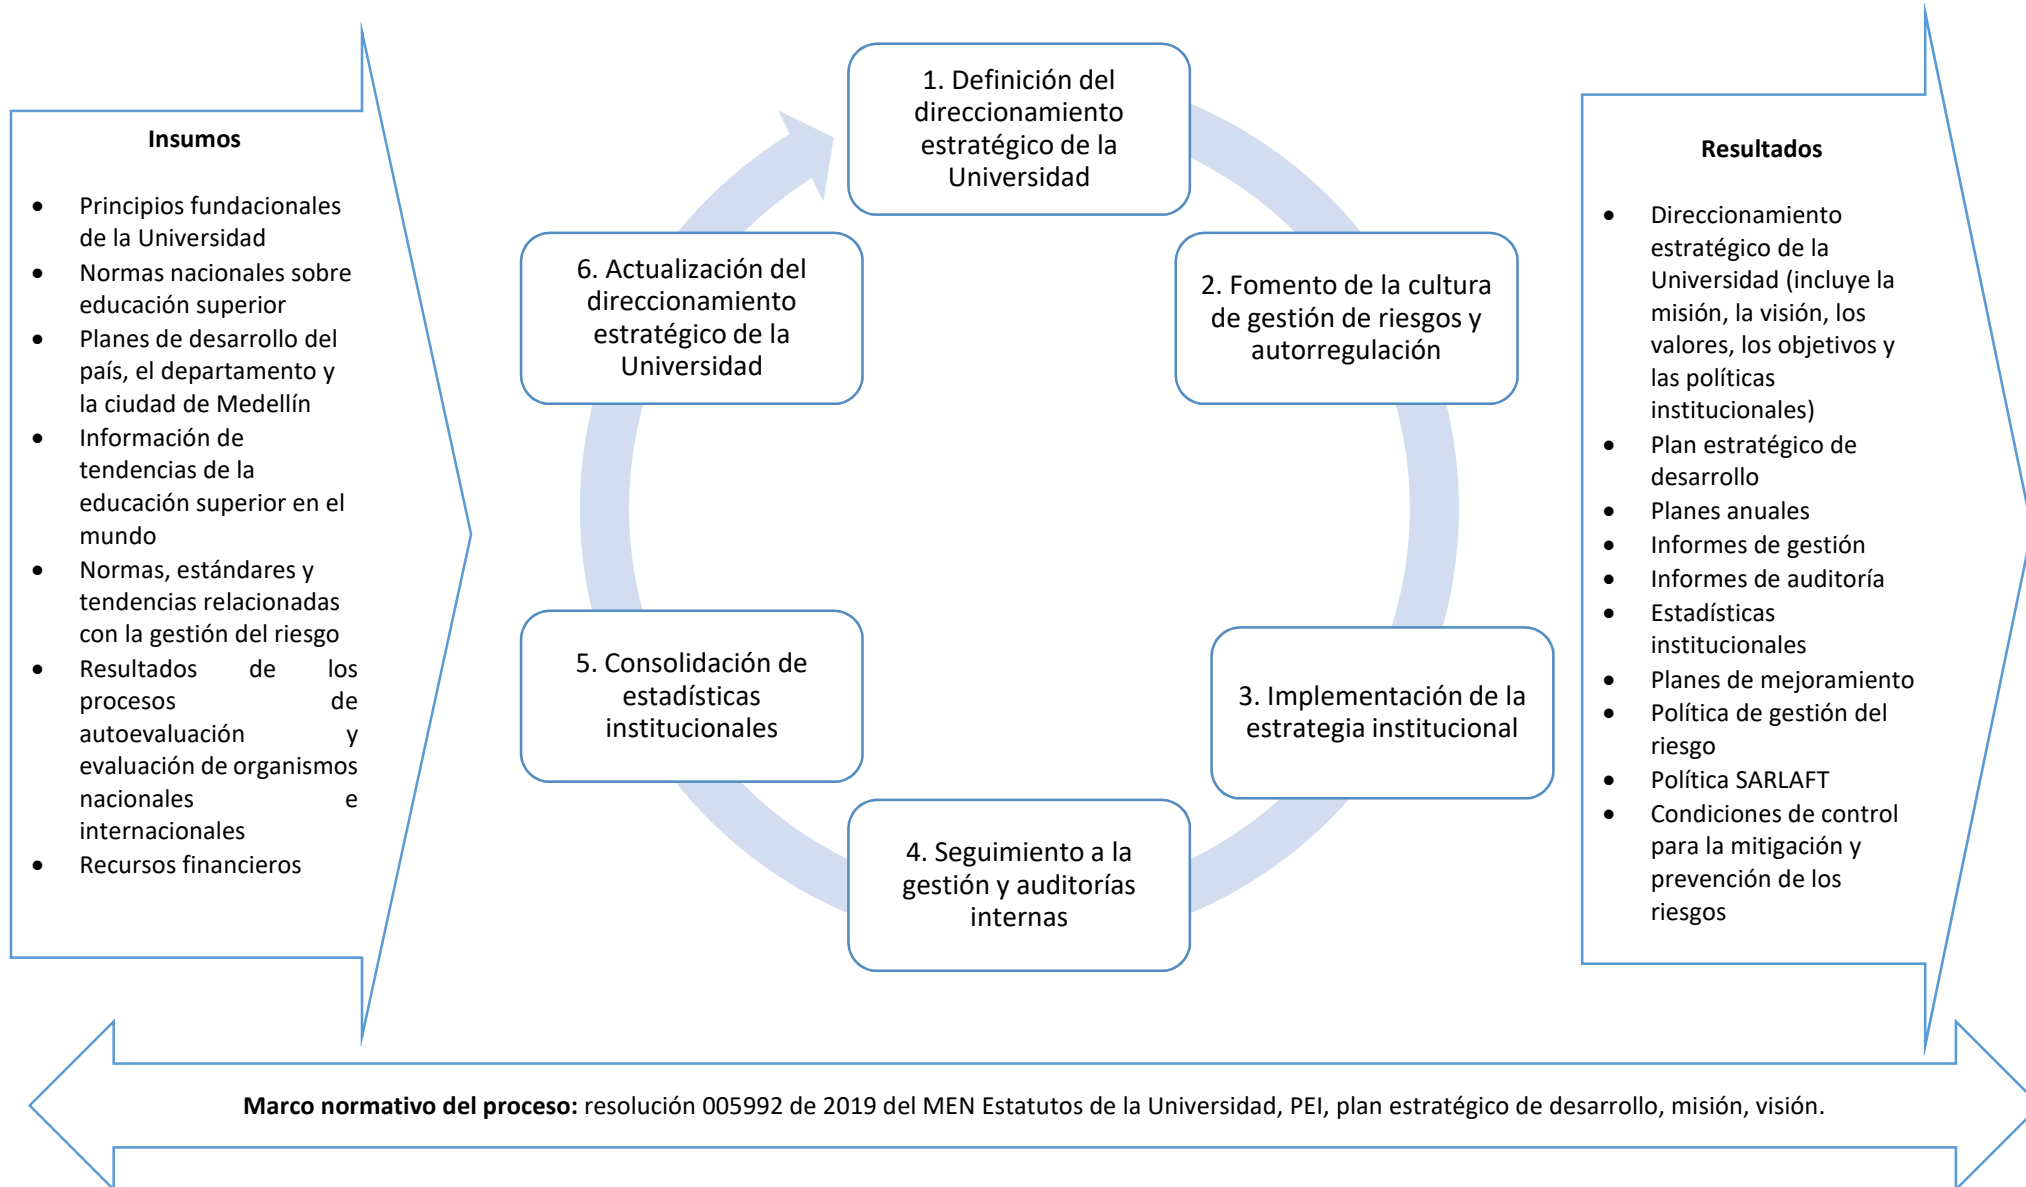 Insumos
• Principios fundacionales
de la Universidad
• Normas nacionales sobre
educación superior
• Planes de desarrollo del
país, el departamento y
la ciudad de Medellín
• Información de
tendencias de la
educación superior en el
mundo
• Normas, estándares y
tendencias relacionadas
con la gestión del riesgo
• Resultados de los
procesos de
autoevaluación y
evaluación de organismos
nacionales e
internacionales
• Recursos financieros
1. Definición del
direccionamiento
estratégico de la
Universidad
2. Fomento de la cultura
de gestión de riesgos y
autorregulación
3. Implementación de la
estrategia institucional
4. Seguimiento a la
gestión y auditorías
internas
5. Consolidación de
estadísticas
institucionales
6. Actualización del
direccionamiento
estratégico de la
Universidad
Resultados
• Direccionamiento
estratégico de la
Universidad (incluye la
misión, la visión, los
valores, los objetivos y
las políticas
institucionales)
• Plan estratégico de
desarrollo
• Planes anuales
• Informes de gestión
• Informes de auditoría
• Estadísticas
institucionales
• Planes de mejoramiento
• Política de gestión del
riesgo
• Política SARLAFT
• Condiciones de control
para la mitigación y
prevención de los
riesgos
Marco normativo del proceso: resolución 005992 de 2019 del MEN Estatutos de la Universidad, PEI, plan estratégico de desarrollo, misión, visión.